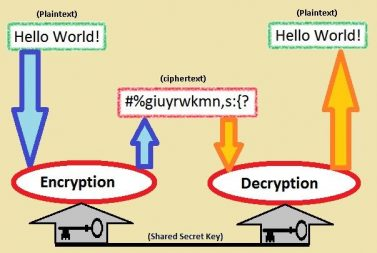 (Plaintext)
Hello World!
(Plaintext)
Hello World!
(ciphertext)
#%giuyrwkmn,s:{?
Encryption
Decryption
(Shared Secret Key)